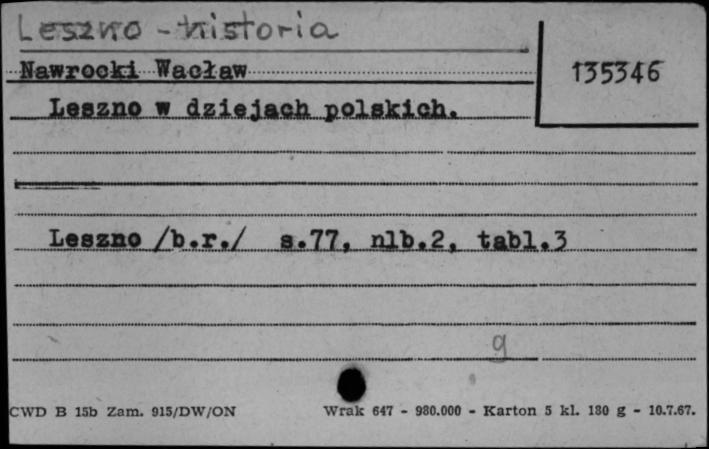 Leszno - historia
Nawrocki Wacław
135346
Leszno w dziejach polskich.
Leszno /b.r./ s.77, nlb.2, tabl.3
g
CWD B 15b Zam. 915/DW/ON Wrak 647 - 980.000 - Karton 5 kl. 180 g - 10.7.67.